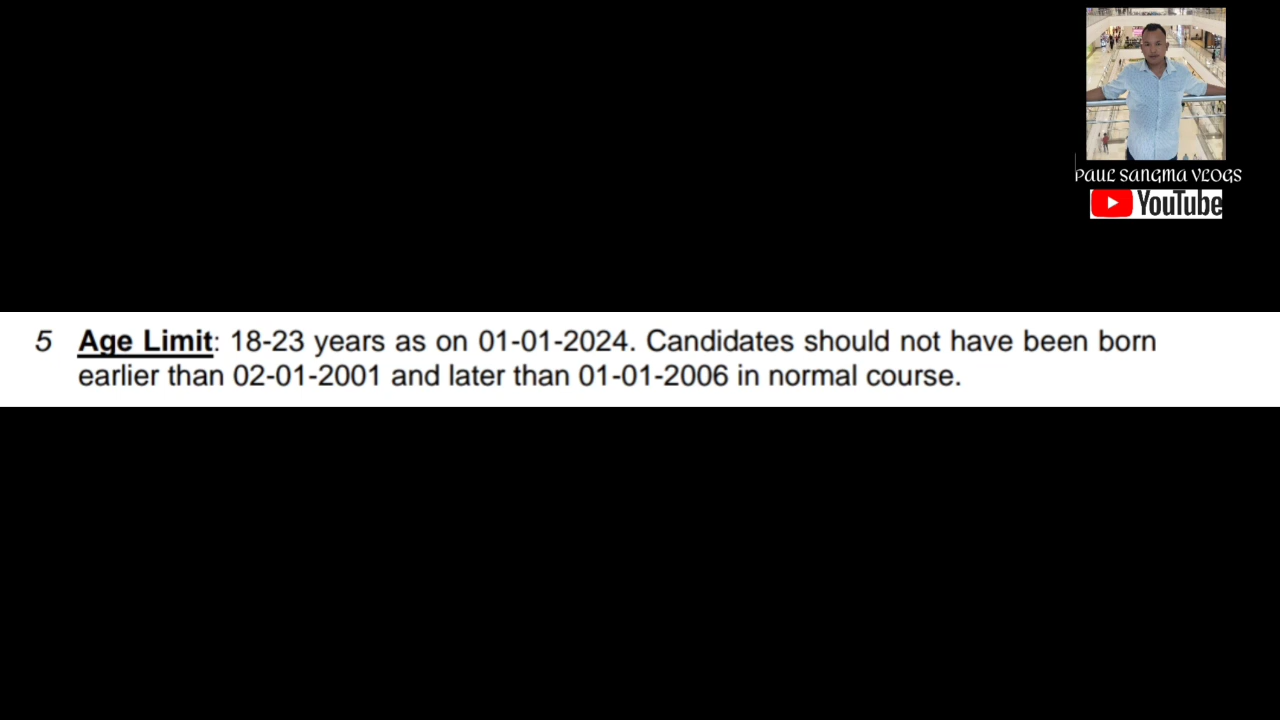 PAUL SANGMA VLOGS
YouTube
5 Age Limit: 18-23 years as on 01-01-2024. Candidates should not have been born
earlier than 02-01-2001 and later than 01-01-2006 in normal course.